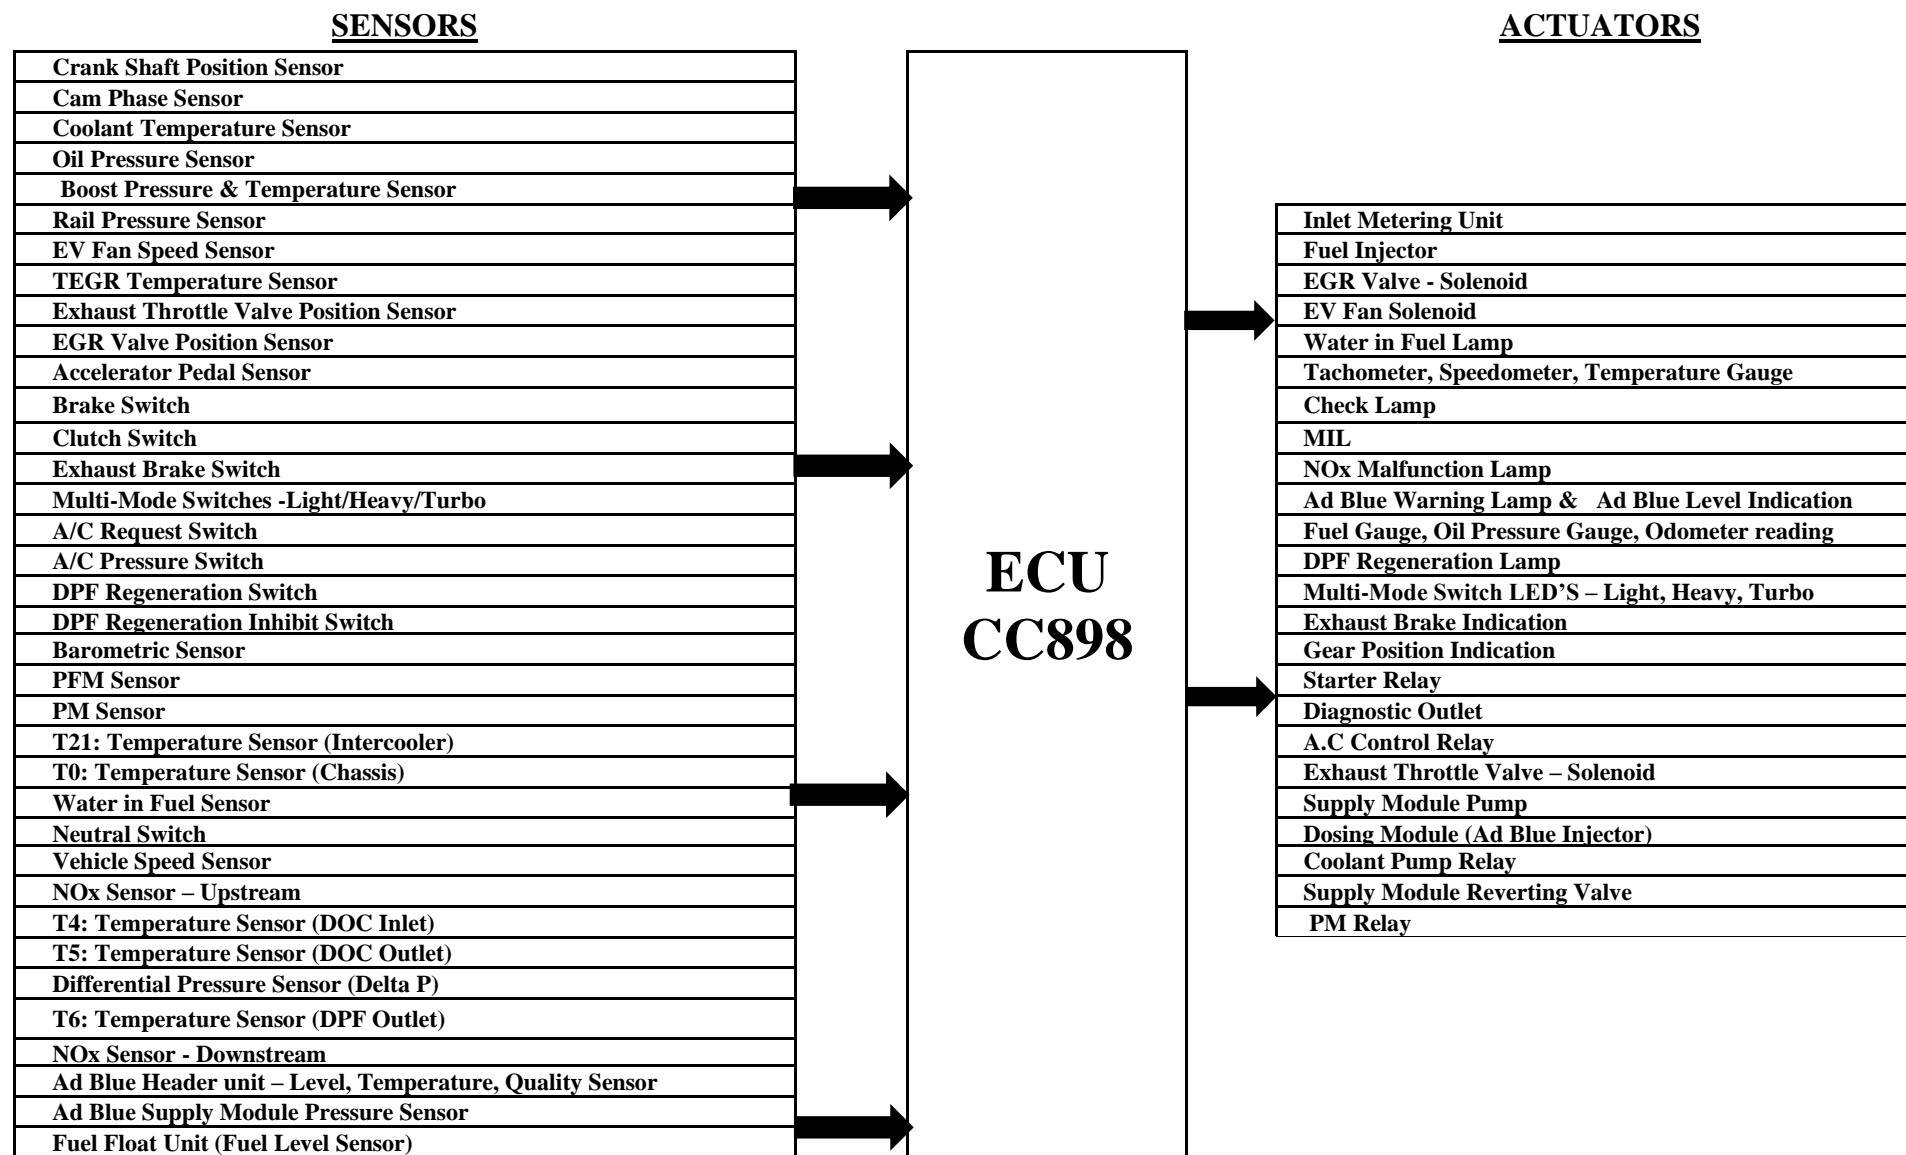 SENSORS
Crank Shaft Position Sensor
Cam Phase Sensor
Coolant Temperature Sensor
Oil Pressure Sensor
Boost Pressure & Temperature Sensor
Rail Pressure Sensor
EV Fan Speed Sensor
TEGR Temperature Sensor
Exhaust Throttle Valve Position Sensor
EGR Valve Position Sensor
Accelerator Pedal Sensor
Brake Switch
Clutch Switch
Exhaust Brake Switch
Multi-Mode Switches -Light/Heavy/Turbo
A/C Request Switch
A/C Pressure Switch
DPF Regeneration Switch
DPF Regeneration Inhibit Switch
Barometric Sensor
PFM Sensor
PM Sensor
T21: Temperature Sensor (Intercooler)
T0: Temperature Sensor (Chassis)
Water in Fuel Sensor
Neutral Switch
Vehicle Speed Sensor
NOx Sensor – Upstream
T4: Temperature Sensor (DOC Inlet)
T5: Temperature Sensor (DOC Outlet)
Differential Pressure Sensor (Delta P)
T6: Temperature Sensor (DPF Outlet)
NOx Sensor - Downstream
Ad Blue Header unit – Level, Temperature, Quality Sensor
Ad Blue Supply Module Pressure Sensor
Fuel Float Unit (Fuel Level Sensor)
ECU
CC898
ACTUATORS
Inlet Metering Unit
Fuel Injector
EGR Valve - Solenoid
EV Fan Solenoid
Water in Fuel Lamp
Tachometer, Speedometer, Temperature Gauge
Check Lamp
MIL
NOx Malfunction Lamp
Ad Blue Warning Lamp & Ad Blue Level Indication
Fuel Gauge, Oil Pressure Gauge, Odometer reading
DPF Regeneration Lamp
Multi-Mode Switch LED’S – Light, Heavy, Turbo
Exhaust Brake Indication
Gear Position Indication
Starter Relay
Diagnostic Outlet
A.C Control Relay
Exhaust Throttle Valve – Solenoid
Supply Module Pump
Dosing Module (Ad Blue Injector)
Coolant Pump Relay
Supply Module Reverting Valve
PM Relay